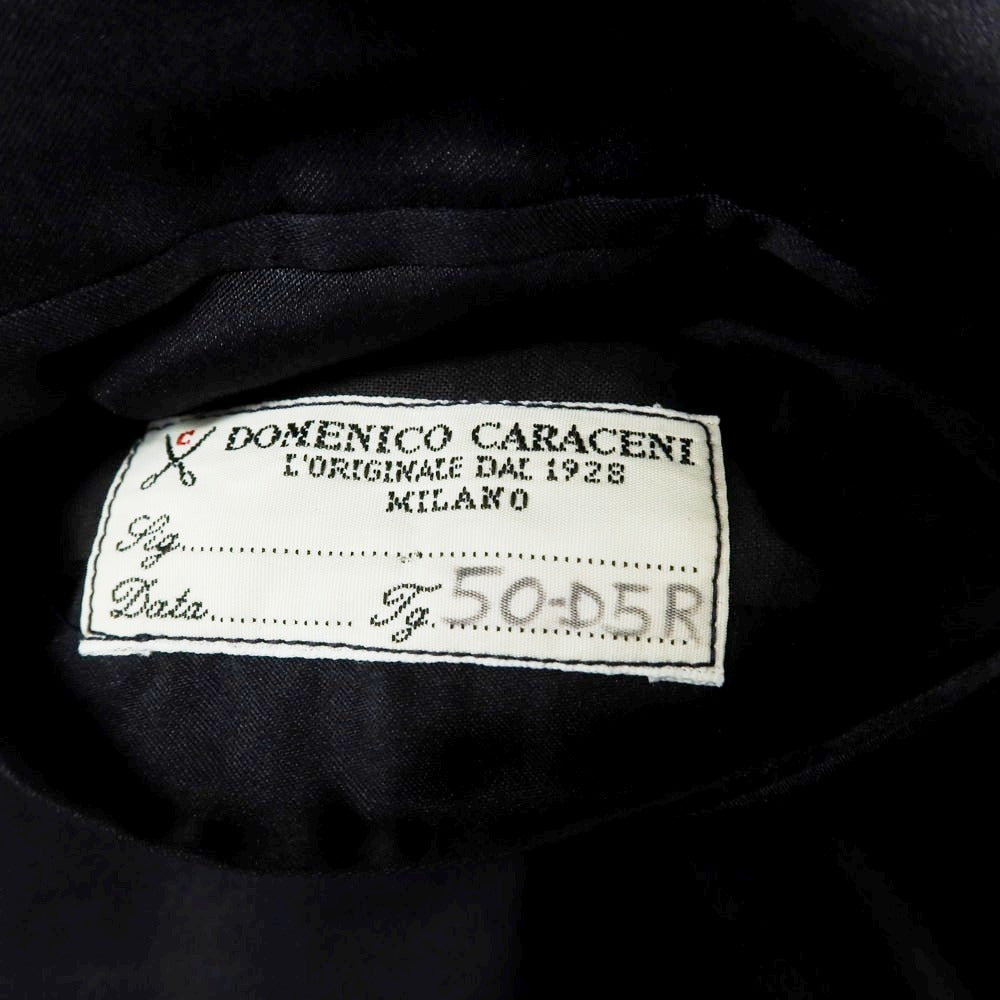 C
DOMENICO CARACENI
L'ORIGINALE DAL 1928
MILANO
Sig.
Data Tg. 50-D5R